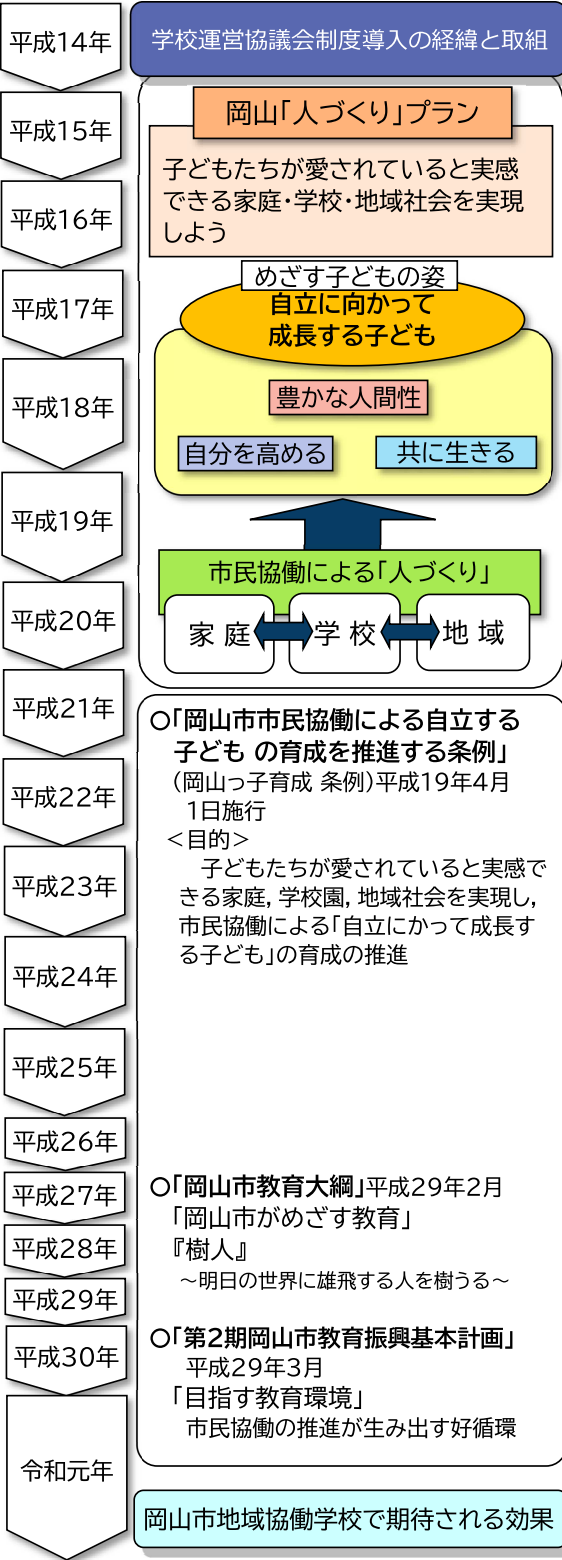 平成14年
平成15年
平成16年
平成17年
平成18年
平成19年
平成20年
平成21年
平成22年
平成23年
平成24年
平成25年
平成26年
平成27年
平成28年
平成29年
平成30年
令和元年
学校運営協議会制度導入の経緯と取組
岡山「人づくり」プラン
子どもたちが愛されていると実感
できる家庭・学校・地域社会を実現
しよう
めざす子どもの姿
自立に向かって
成長する子ども
豊かな人間性
自分を高める
共に生きる
市民協働による「人づくり」
家 庭
学 校
地 域
○「岡山市市民協働による自立する
子ども の育成を推進する条例」
(岡山っ子育成 条例)平成19年4月
1日施行
<目的>
子どもたちが愛されていると実感で
きる家庭，学校園，地域社会を実現し，
市民協働による「自立にかって成長す
る子ども」の育成の推進
○「岡山市教育大綱」平成29年2月
「岡山市がめざす教育」
『樹人』
～明日の世界に雄飛する人を樹うる～
○「第2期岡山市教育振興基本計画」
平成29年3月
「目指す教育環境」
市民協働の推進が生み出す好循環
岡山市地域協働学校で期待される効果